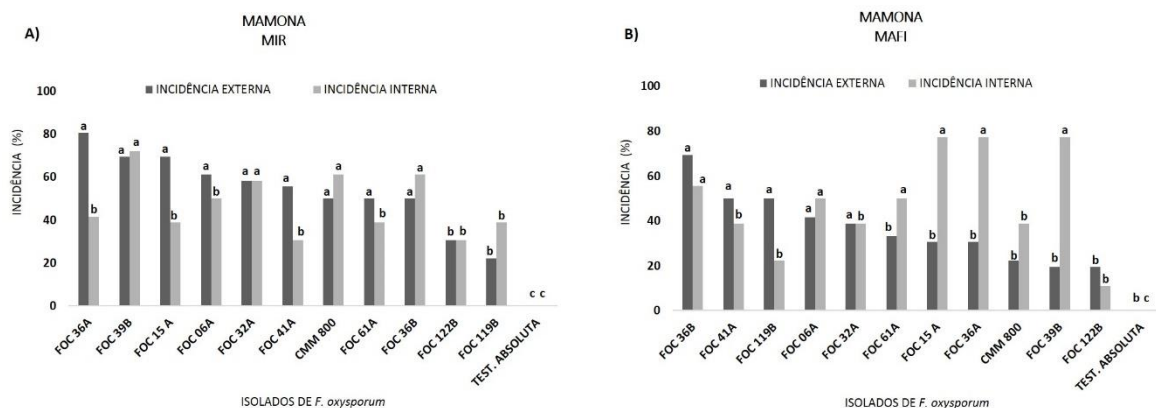 A)
MAMONA
MIR
INCIDÊNCIA EXTERNA INCIDÊNCIA INTERNA
INCIDÊNCIA (%)
100
80
60
40
20
0
a b
a a
a b
a b
a a
a b
a a
a b
a a
b b
b b
c c
FOC 36A
FOC 39B
FOC 15 A
FOC 06A
FOC 32A
FOC 41A
CMM 800
FOC 61A
FOC 36B
FOC 122B
FOC 119B
TEST. ABSOLUTA
ISOLADOS DE F. oxysporum
B)
MAMONA
MAFI
INCIDÊNCIA EXTERNA INCIDÊNCIA INTERNA
INCIDÊNCIA (%)
100
80
60
40
20
0
a a
a b
a b
a a
a b
b a
b a
b a
b b
b a
b b
b c
FOC 36B
FOC 41A
FOC 119B
FOC 06A
FOC 32A
FOC 61A
FOC 15 A
FOC 36A
CMM 800
FOC 39B
FOC 122B
TEST. ABSOLUTA
ISOLADOS DE F. oxysporum